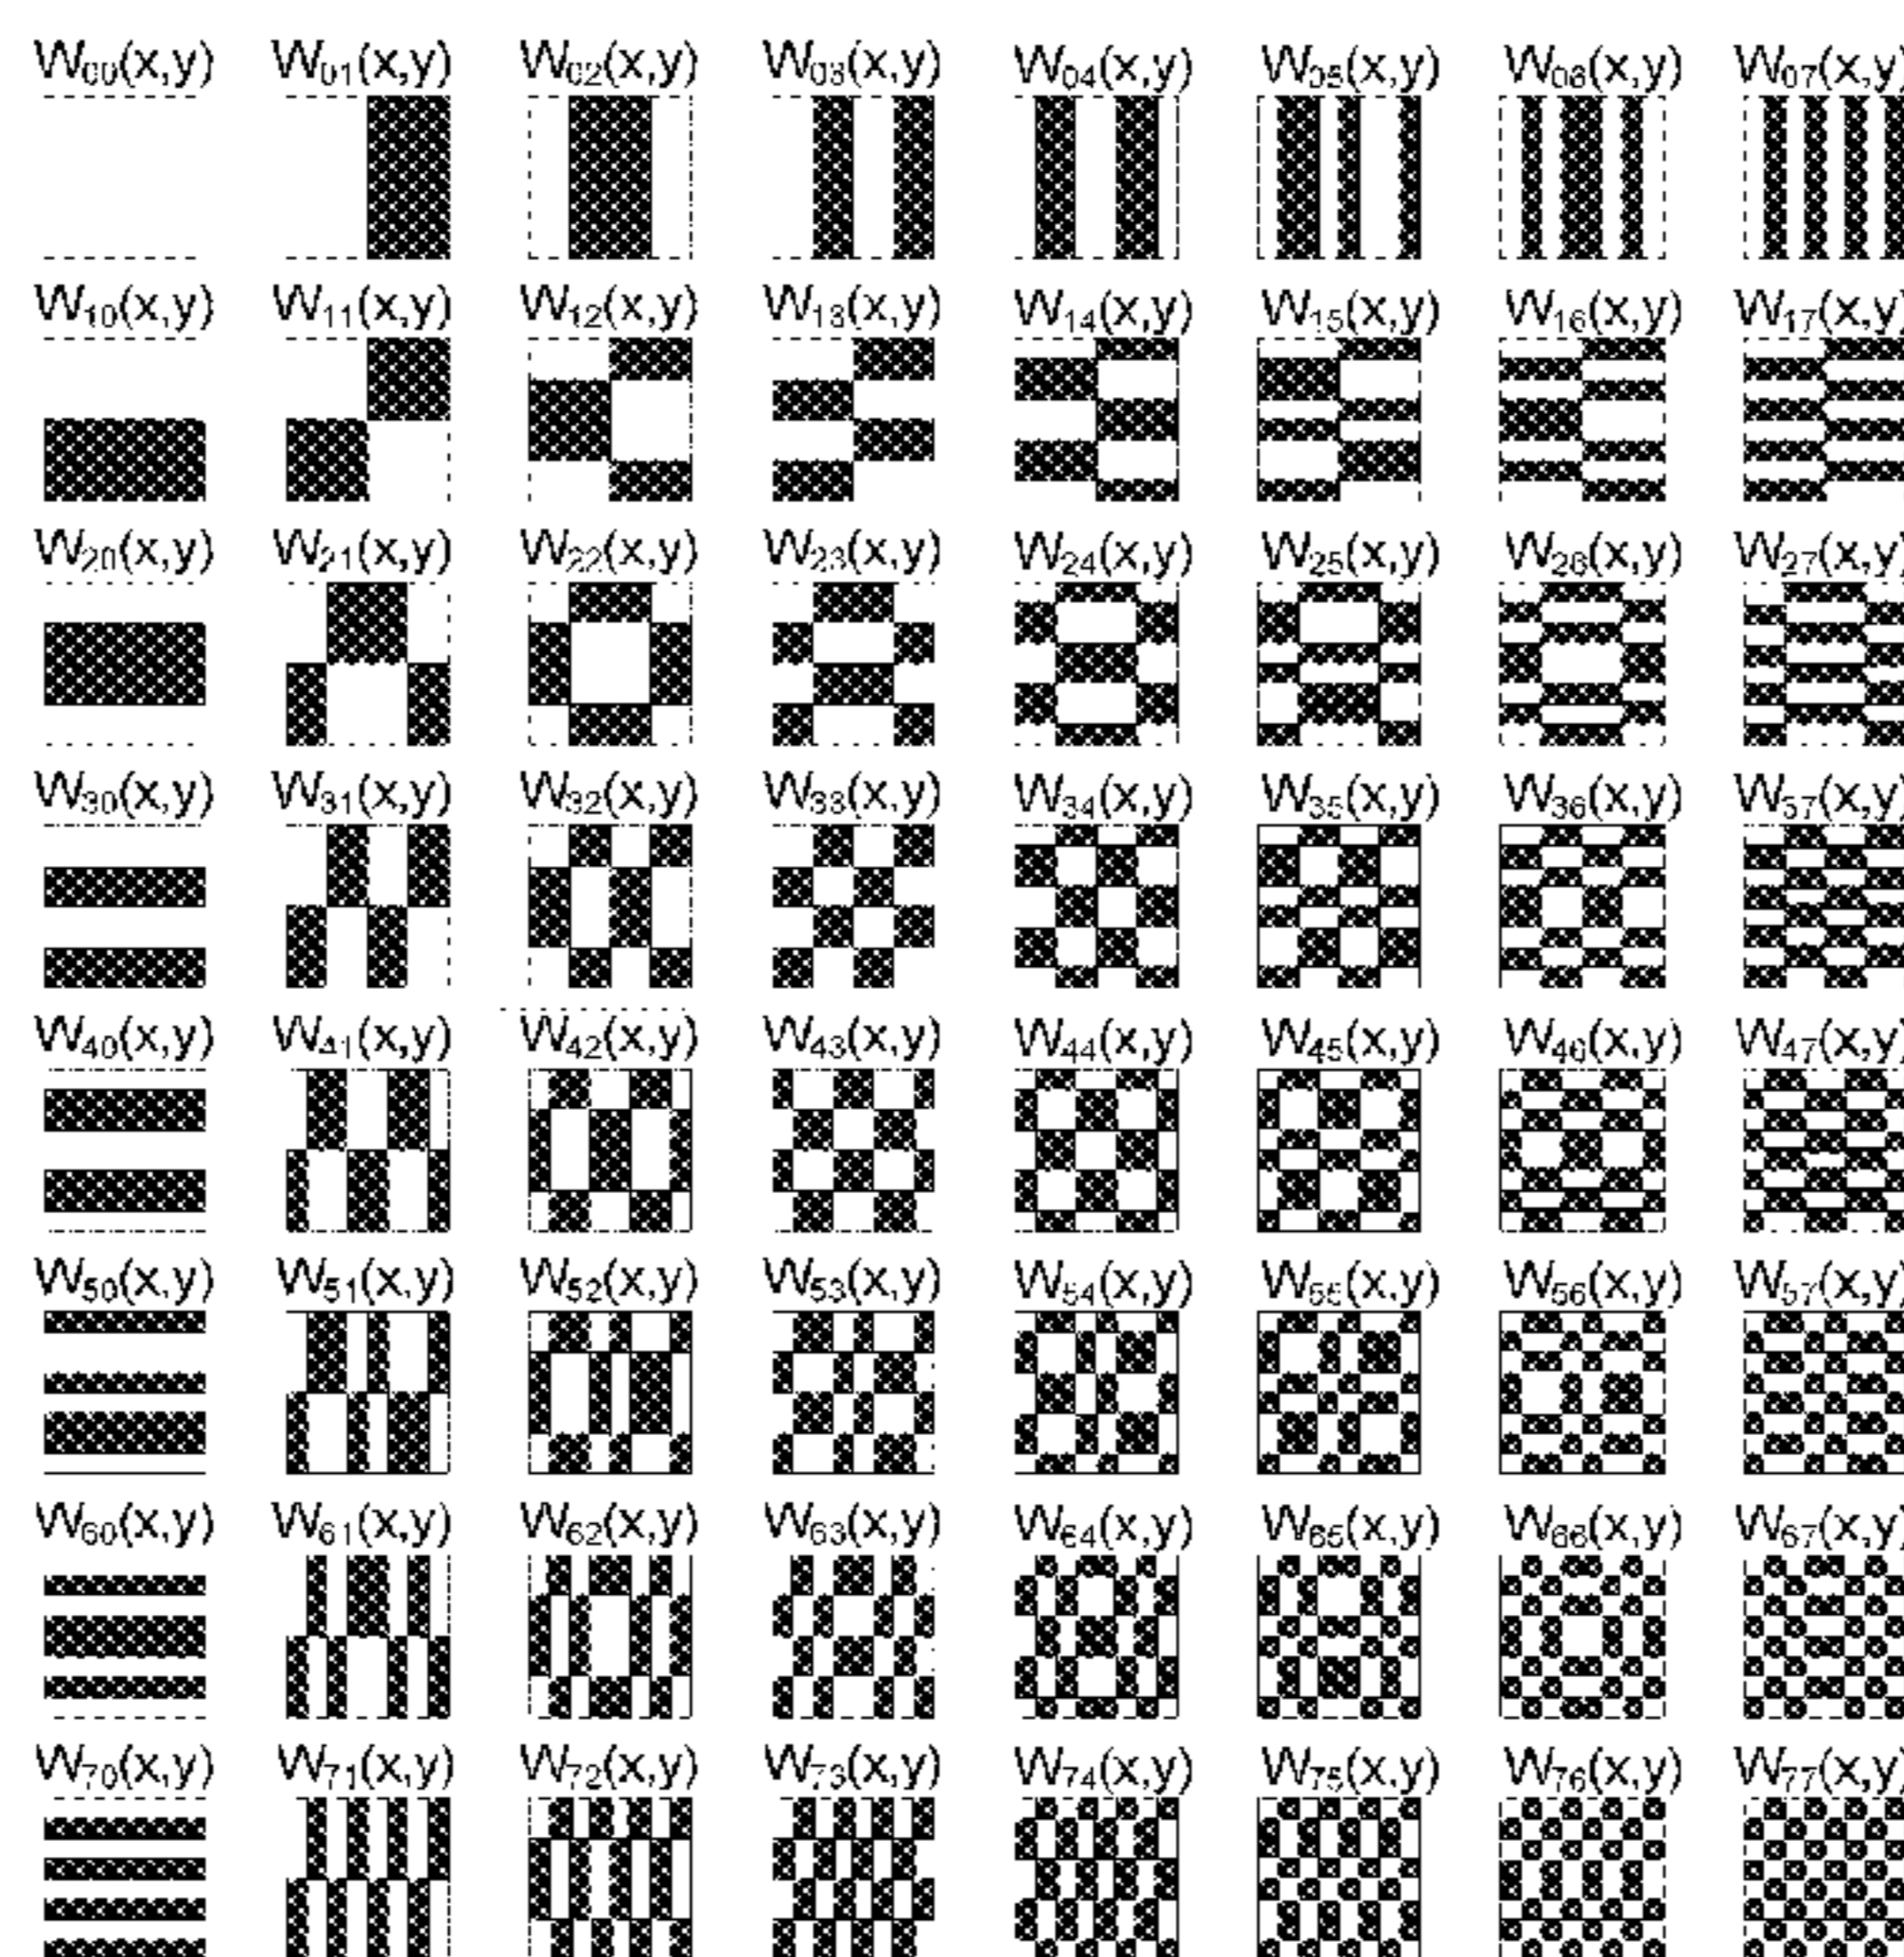 W₀₀(x,y) W₀₁(x,y) W₀₂(x,y) W₀₃(x,y) W₀₄(x,y) W₀₅(x,y) W₀₆(x,y) W₀₇(x,y)
W₁₀(x,y) W₁₁(x,y) W₁₂(x,y) W₁₃(x,y) W₁₄(x,y) W₁₅(x,y) W₁₆(x,y) W₁₇(x,y)
W₂₀(x,y) W₂₁(x,y) W₂₂(x,y) W₂₃(x,y) W₂₄(x,y) W₂₅(x,y) W₂₆(x,y) W₂₇(x,y)
W₃₀(x,y) W₃₁(x,y) W₃₂(x,y) W₃₃(x,y) W₃₄(x,y) W₃₅(x,y) W₃₆(x,y) W₃₇(x,y)
W₄₀(x,y) W₄₁(x,y) W₄₂(x,y) W₄₃(x,y) W₄₄(x,y) W₄₅(x,y) W₄₆(x,y) W₄₇(x,y)
W₅₀(x,y) W₅₁(x,y) W₅₂(x,y) W₅₃(x,y) W₅₄(x,y) W₅₅(x,y) W₅₆(x,y) W₅₇(x,y)
W₆₀(x,y) W₆₁(x,y) W₆₂(x,y) W₆₃(x,y) W₆₄(x,y) W₆₅(x,y) W₆₆(x,y) W₆₇(x,y)
W₇₀(x,y) W₇₁(x,y) W₇₂(x,y) W₇₃(x,y) W₇₄(x,y) W₇₅(x,y) W₇₆(x,y) W₇₇(x,y)